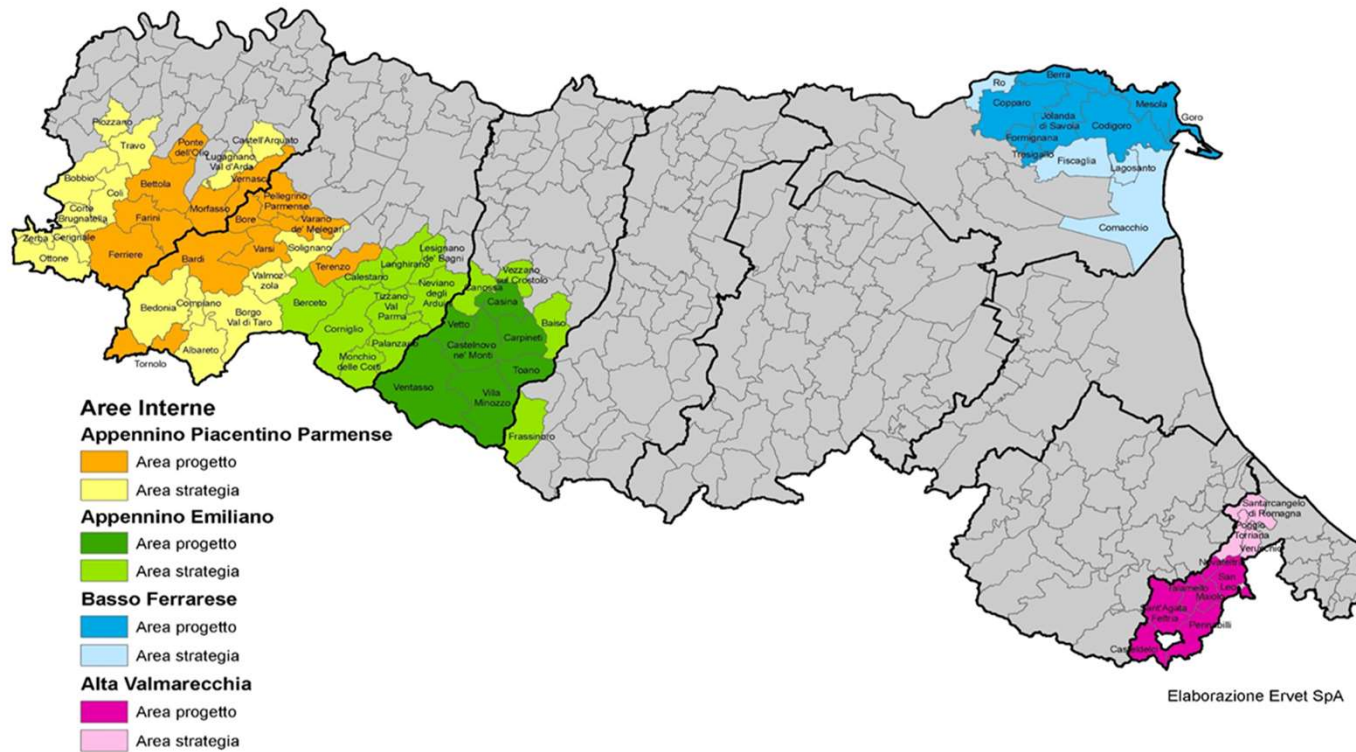 Ro
Berra
Copparo
Mesola
Goro
Jolanda
di Savoia
Codigoro
Formignana
Tresigallo
Fiscaglia
Lagosanto
Comacchio
Piozzano
Travo
Ponte
dell'Olio
Castell'Arquato
Lugagnano
Val d'Arda
Vernasca
Bobbio
Coli
Bettola
Pellegrino
Parmense
Corte
Brugnatella
Morfasso
Bore
Varano
de' Melegari
Farini
Zerba
Cerignale
Ottone
Ferriere
Varsi
Solignano
Bardi
Terenzo
Valmoz
zola
Lesignano
de' Bagni
Langhirano
Calestano
Neviano
degli
Arduini
Vezzano
sul Crostolo
Canossa
Casina
Bedonia
Compiano
Berceto
Tizzano
Val
Parma
Borgo
Val di Taro
Corniglio
Vetto
Baiso
Carpineti
Palanzano
Castelnovo
ne' Monti
Albareto
Tornolo
Monchio
delle Corti
Toano
Ventasso
Villa
Minozzo
Frassinoro
Santarcangelo
di Romagna
Poggio
Torriana
Verucchio
Novafeltria
San
Leo
Talamello
Maiolo
Sant'Agata
Feltria
Pennabilli
Casteldelci
Aree Interne
Appennino Piacentino Parmense
Area progetto
Area strategia
Appennino Emiliano
Area progetto
Area strategia
Basso Ferrarese
Area progetto
Area strategia
Alta Valmarecchia
Area progetto
Area strategia
Elaborazione Ervet SpA